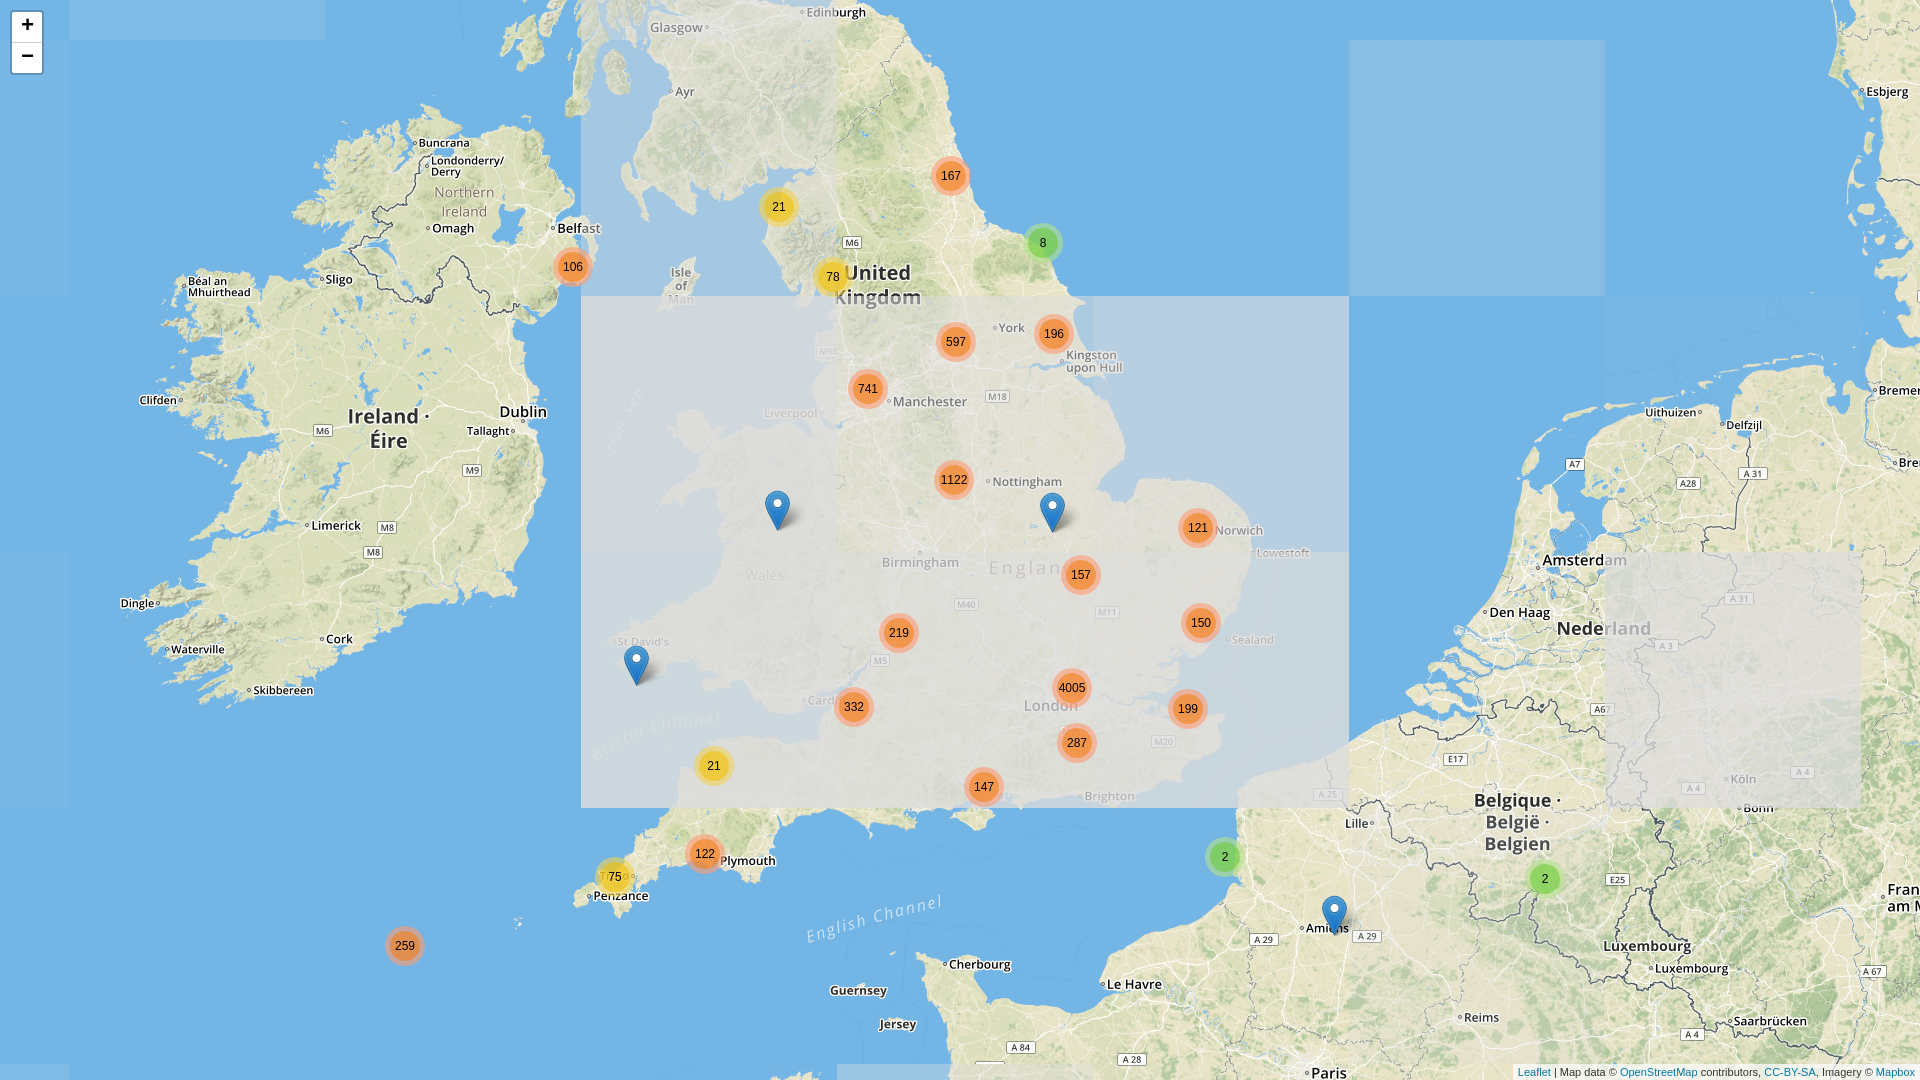 +
−
Edinburgh
Glasgow
Ayr
Esbjerg
Buncrana
Londonderry/
Derry
Northern
Ireland
Omagh
Belfast
167
21
8
M6
106
78
United
Kingdom
Isle
of
Man
Béal an
Mhuirthead
Sligo
York
196
597
Kingston
upon Hull
741
Manchester
M18
Liverpool
Clifden
Ireland ·
Éire
M6
Dublin
Tallaght
M9
Uithuizen
Delfzijl
Bremer
A7
A 31
A28
Bre
1122
Nottingham
121
Norwich
Lowestoft
Limerick
M8
M8
Birmingham
Wales
157
England
M40
M11
Amsterdam
A 31
Dingle
Den Haag
Nederland
A 3
Cork
Waterville
Skibbereen
St David's
219
M5
150
Sealand
332
4005
London
199
287
M20
Bristol Channel
A67
E17
21
147
Brighton
A 25
Köln
A 4
A 4
Bonn
Belgique ·
België ·
Belgien
Lille
2
122
Plymouth
75
Penzance
2
E25
Fran
am M
259
English Channel
Amiens
A 29
A 29
Luxembourg
Luxembourg
A 67
Cherbourg
Le Havre
Guernsey
Jersey
Reims
Saarbrücken
A 4
A 84
A 28
Paris
Leaflet | Map data © OpenStreetMap contributors, CC-BY-SA, Imagery © Mapbox